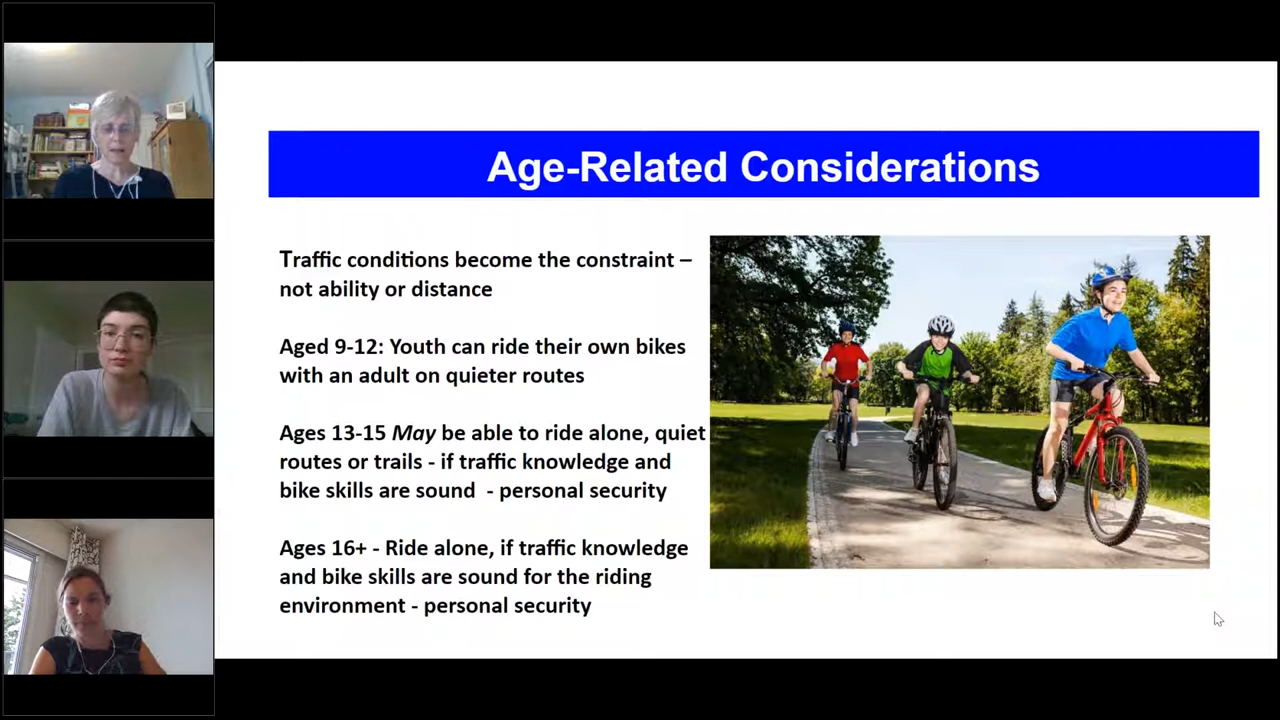 Age-Related Considerations
Traffic conditions become the constraint –
not ability or distance
Aged 9-12: Youth can ride their own bikes
with an adult on quieter routes
Ages 13-15 May be able to ride alone, quiet
routes or trails - if traffic knowledge and
bike skills are sound  - personal security
Ages 16+ - Ride alone, if traffic knowledge
and bike skills are sound for the riding
environment - personal security